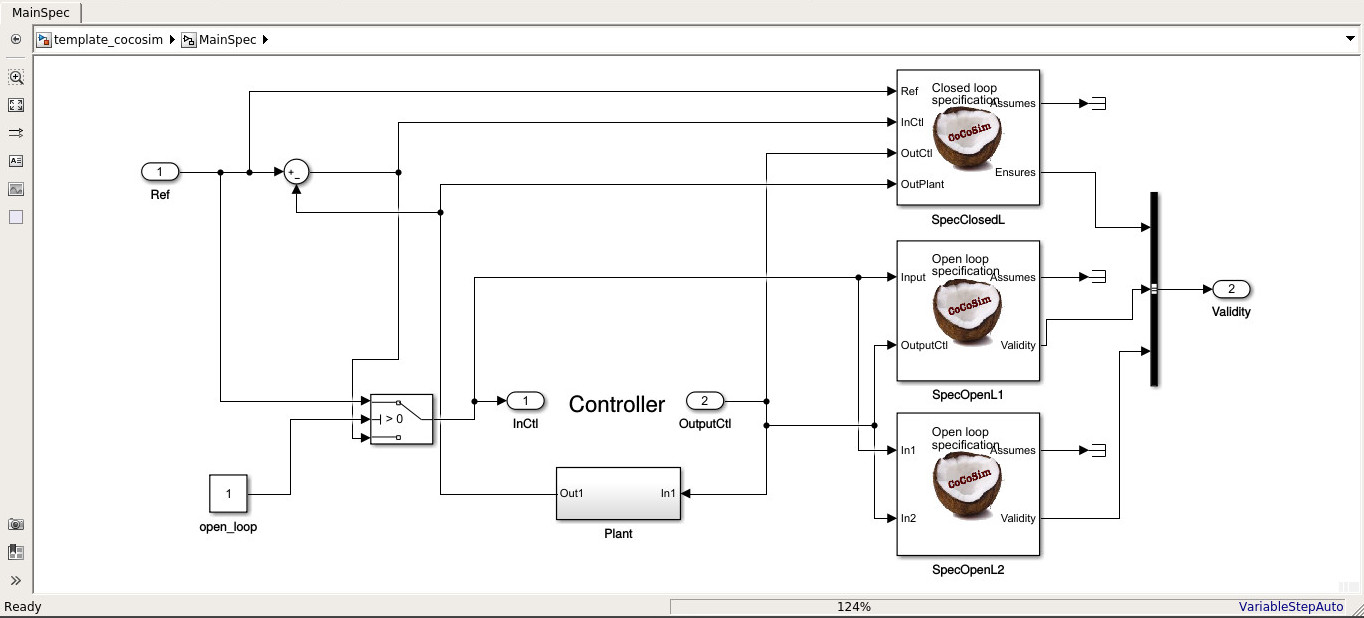 MainSpec
template_cocosim MainSpec
1
Ref
+
_
1
open_loop
> 0
1
InCtl
Controller
2
OutputCtl
Out1
In1
Plant
Ref
InCtl
OutCtl
OutPlant
Closed loop
specification
Assumes
CoCoSim
Ensures
SpecClosedL
Input
OutputCtl
Open loop
specification
Assumes
CoCoSim
Validity
SpecOpenL1
In1
In2
Open loop
specification
Assumes
CoCoSim
Validity
SpecOpenL2
2
Validity
AΞ
Ready
124%
VariableStepAuto